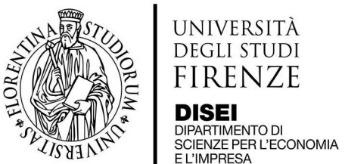 FLORENTINA STUDIORUM UNIVERSITAS
UNIVERSITÀ
DEGLI STUDI
FIRENZE
DISEI
DIPARTIMENTO DI
SCIENZE PER L'ECONOMIA
E L'IMPRESA